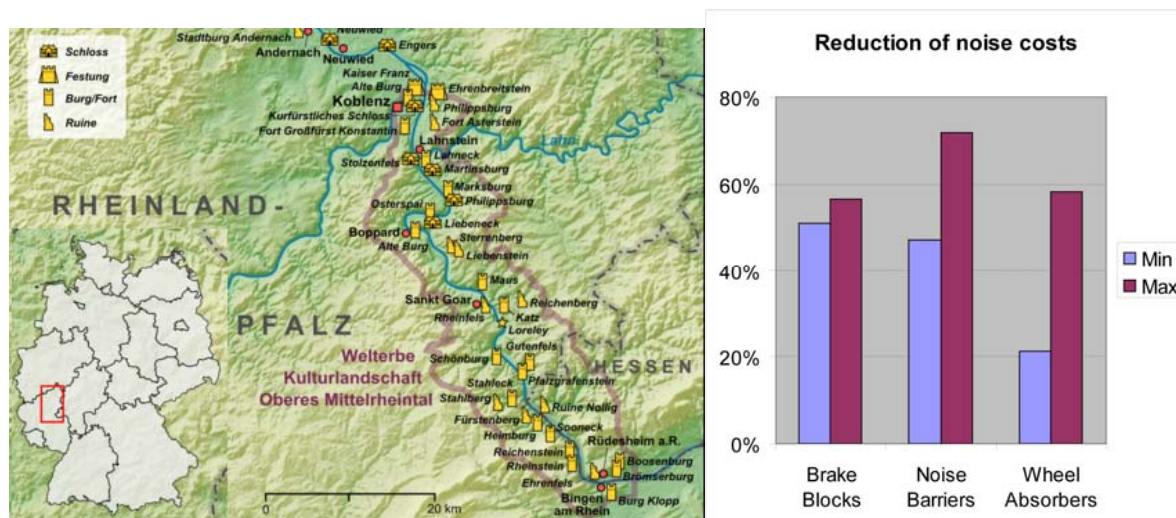 Schloss
Festung
Burg/Fort
Ruine
Stadtburg Andernach
Neuwied
Andernach
Neuwied
Engers
Kaiser Franz
Alte Burg
Ehrenbreitstein
Koblenz
Philippsburg
Kurfürstliches Schloss
Fort Asterstein
Fort Großfürst Konstantin
Lahnstein
Lahn
Lahneck
Stolzenfels
Martinsburg
Marksburg
RHEINLAND-
Osterspai
Philippsburg
Liebeneck
Boppard
Alte Burg
Sterrenberg
Liebenstein
Maus
Sankt Goar
Reichenberg
Rheinfels
Katz
Loreley
PFALZ
Gutenfels
Welterbe
Kulturlandschaft
Oberes Mittelrheintal
Schönburg
HESSEN
Pfalzgrafenstein
Stahleck
Stahlberg
Ruine Nollig
Fürstenberg
Sooneck
Heimburg
Rüdesheim a.R.
Reichenstein
Boosenburg
Rheinstein
Brömserburg
Ehrenfels
Bingen
am Rhein
Burg Klopp
0
20 km
Reduction of noise costs
80%
60%
40%
20%
0%
Brake
Blocks
Noise
Barriers
Wheel
Absorbers
Min
Max